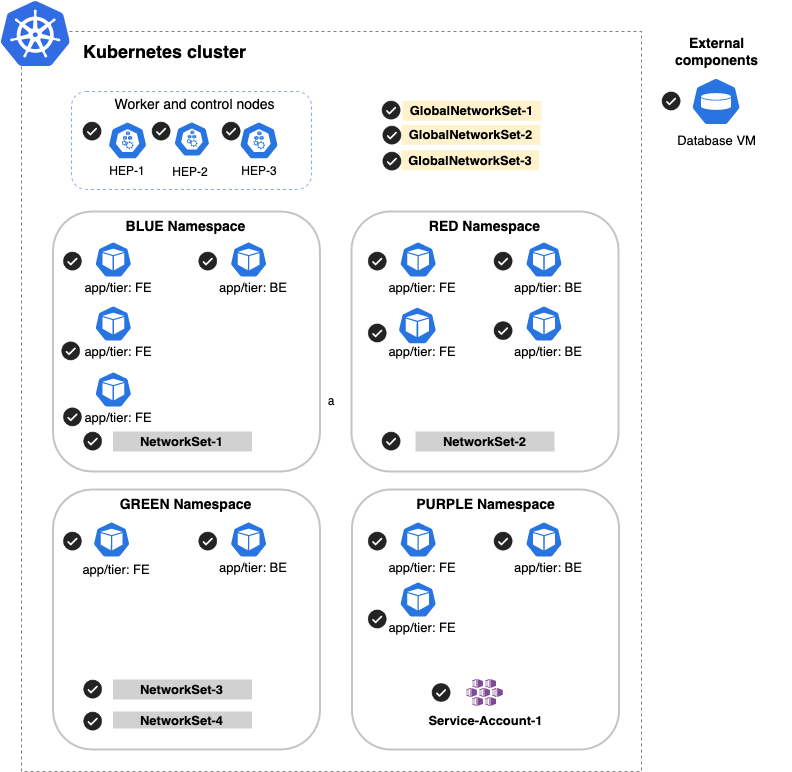 Kubernetes cluster
External
components
Database VM
Worker and control nodes
HEP-1
HEP-2
HEP-3
GlobalNetworkSet-1
GlobalNetworkSet-2
GlobalNetworkSet-3
BLUE Namespace
app/tier: FE
app/tier: BE
app/tier: FE
app/tier: FE
NetworkSet-1
a
RED Namespace
app/tier: FE
app/tier: BE
app/tier: FE
app/tier: BE
NetworkSet-2
GREEN Namespace
app/tier: FE
app/tier: BE
NetworkSet-3
NetworkSet-4
PURPLE Namespace
app/tier: FE
app/tier: BE
app/tier: FE
Service-Account-1